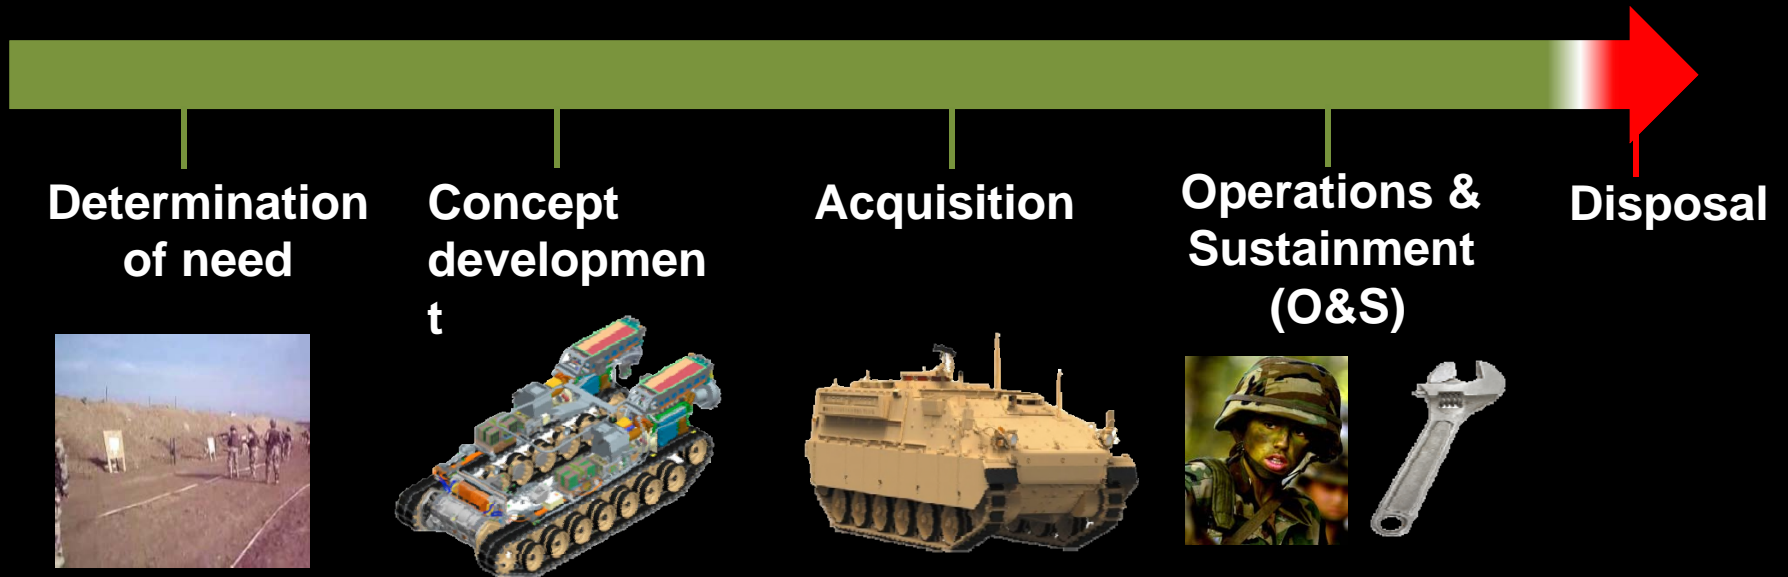 Determination
of need
Concept
developmen
t
Acquisition
Operations &
Sustainment
(O&S)
Disposal